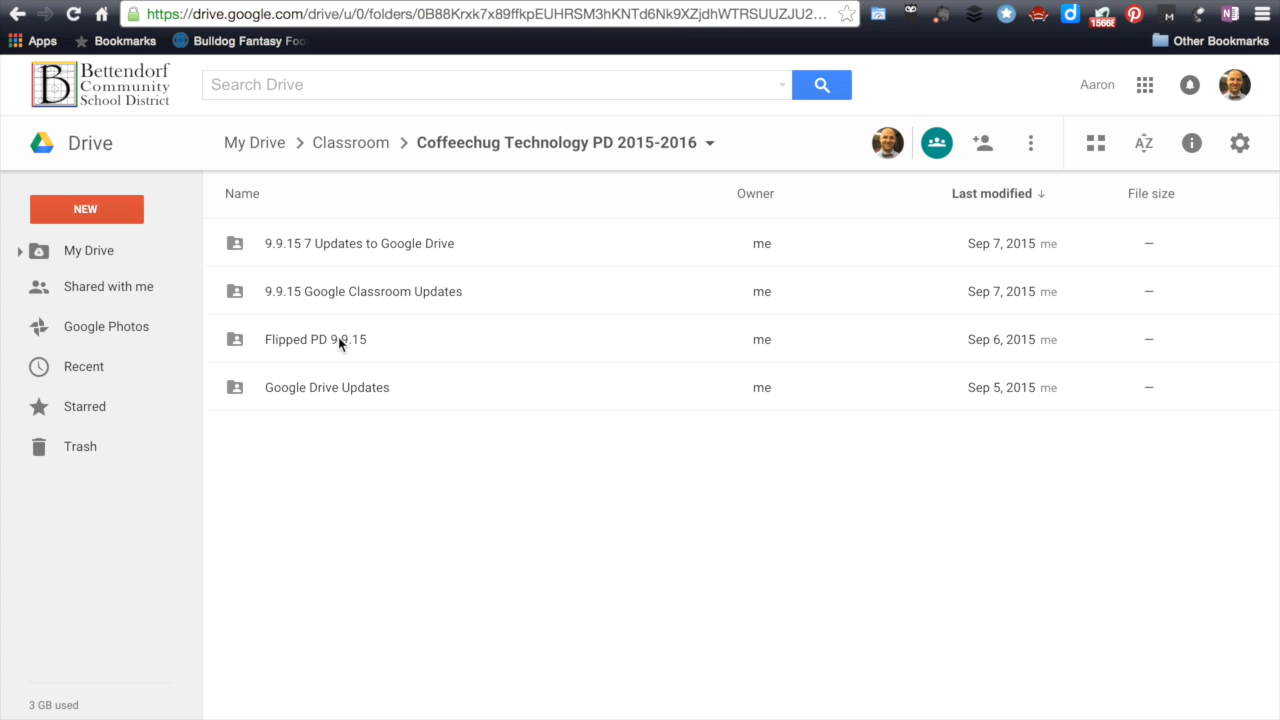 https://drive.google.com/drive/u/0/folders/0B88Krxk7x89ffkpEUHRSM3hKNTd6Nk9XZjdhWTRSUUZJU2...
1566E
M
N
Apps
Bookmarks
Bulldog Fantasy Foo
Other Bookmarks
B
Bettendorf
Community
School District
Search Drive
Aaron
Drive
My Drive > Classroom > Coffeechug Technology PD 2015-2016
AZ
NEW
My Drive
Shared with me
Google Photos
Recent
Starred
Trash
3 GB used
Name Owner Last modified ↓ File size
9.9.15 7 Updates to Google Drive me Sep 7, 2015 me –
9.9.15 Google Classroom Updates me Sep 7, 2015 me –
Flipped PD 9.9.15 me Sep 6, 2015 me –
Google Drive Updates me Sep 5, 2015 me –